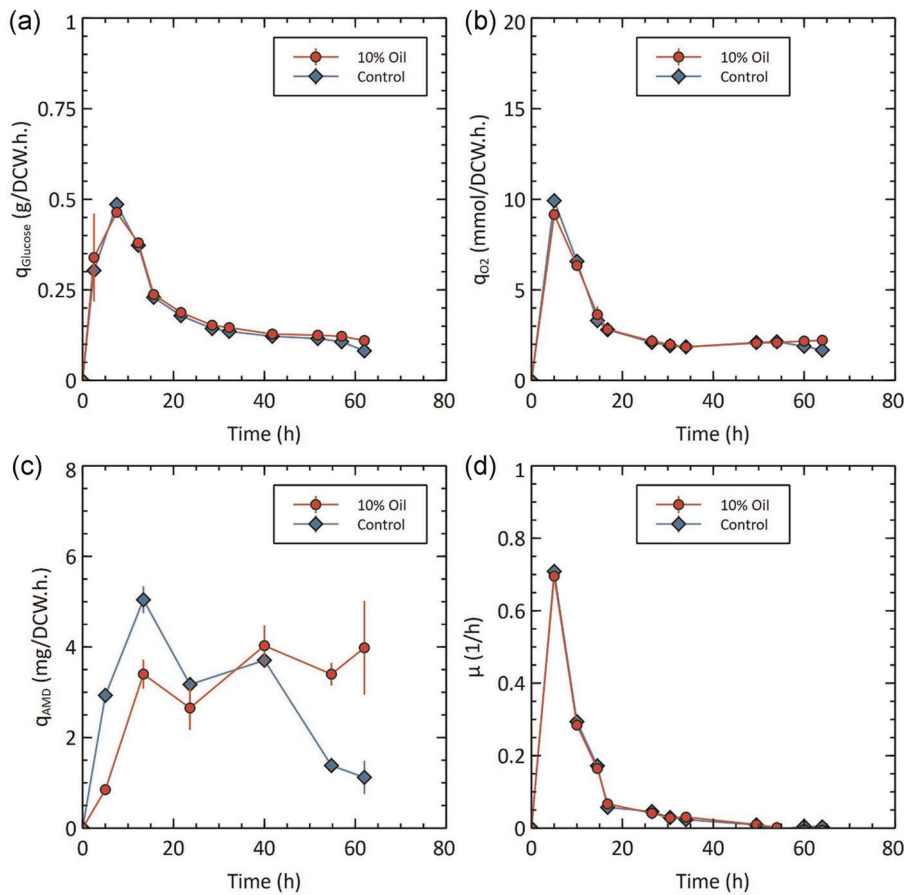 (a)
1
0.75
0.5
0.25
0
q_Glucose (g/DCW.h.)
10% Oil
Control
0 20 40 60 80
Time (h)
(b)
20
15
10
5
0
q_O2 (mmol/DCW.h.)
10% Oil
Control
0 20 40 60 80
Time (h)
(c)
8
6
4
2
0
q_AMD (mg/DCW.h.)
10% Oil
Control
0 20 40 60 80
Time (h)
(d)
1
0.8
0.6
0.4
0.2
0
μ (1/h)
10% Oil
Control
0 20 40 60 80
Time (h)